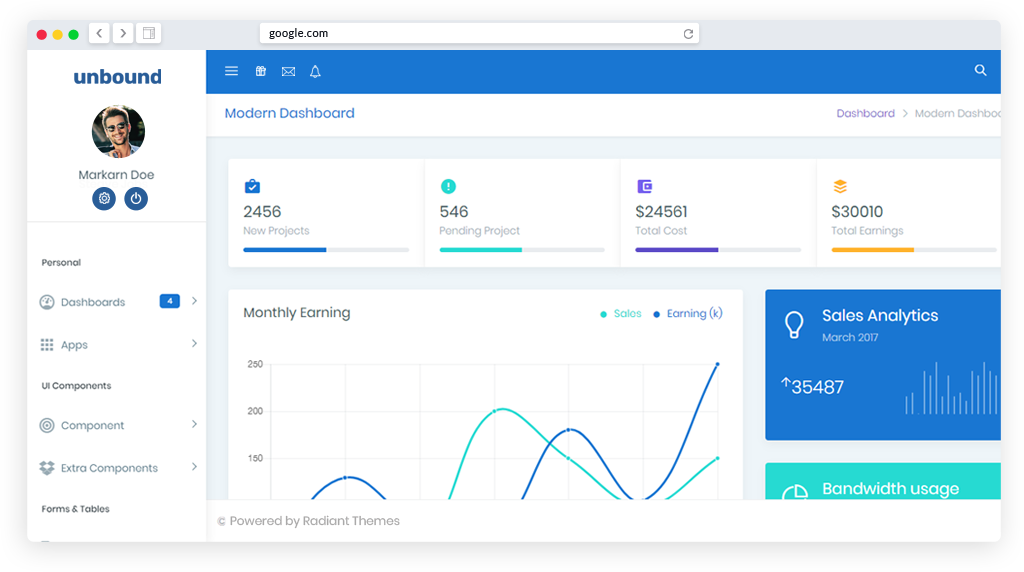 google.com
unbound
Markarn Doe
Personal
Dashboards 4
Apps
UI Components
Component
Extra Components
Forms & Tables
Modern Dashboard
Dashboard > Modern Dashboa
2456
New Projects
546
Pending Project
$24561
Total Cost
$30010
Total Earnings
Monthly Earning
Sales Earning (k)
250
200
150
Sales Analytics
March 2017
35487
Bandwidth usage
© Powered by Radiant Themes